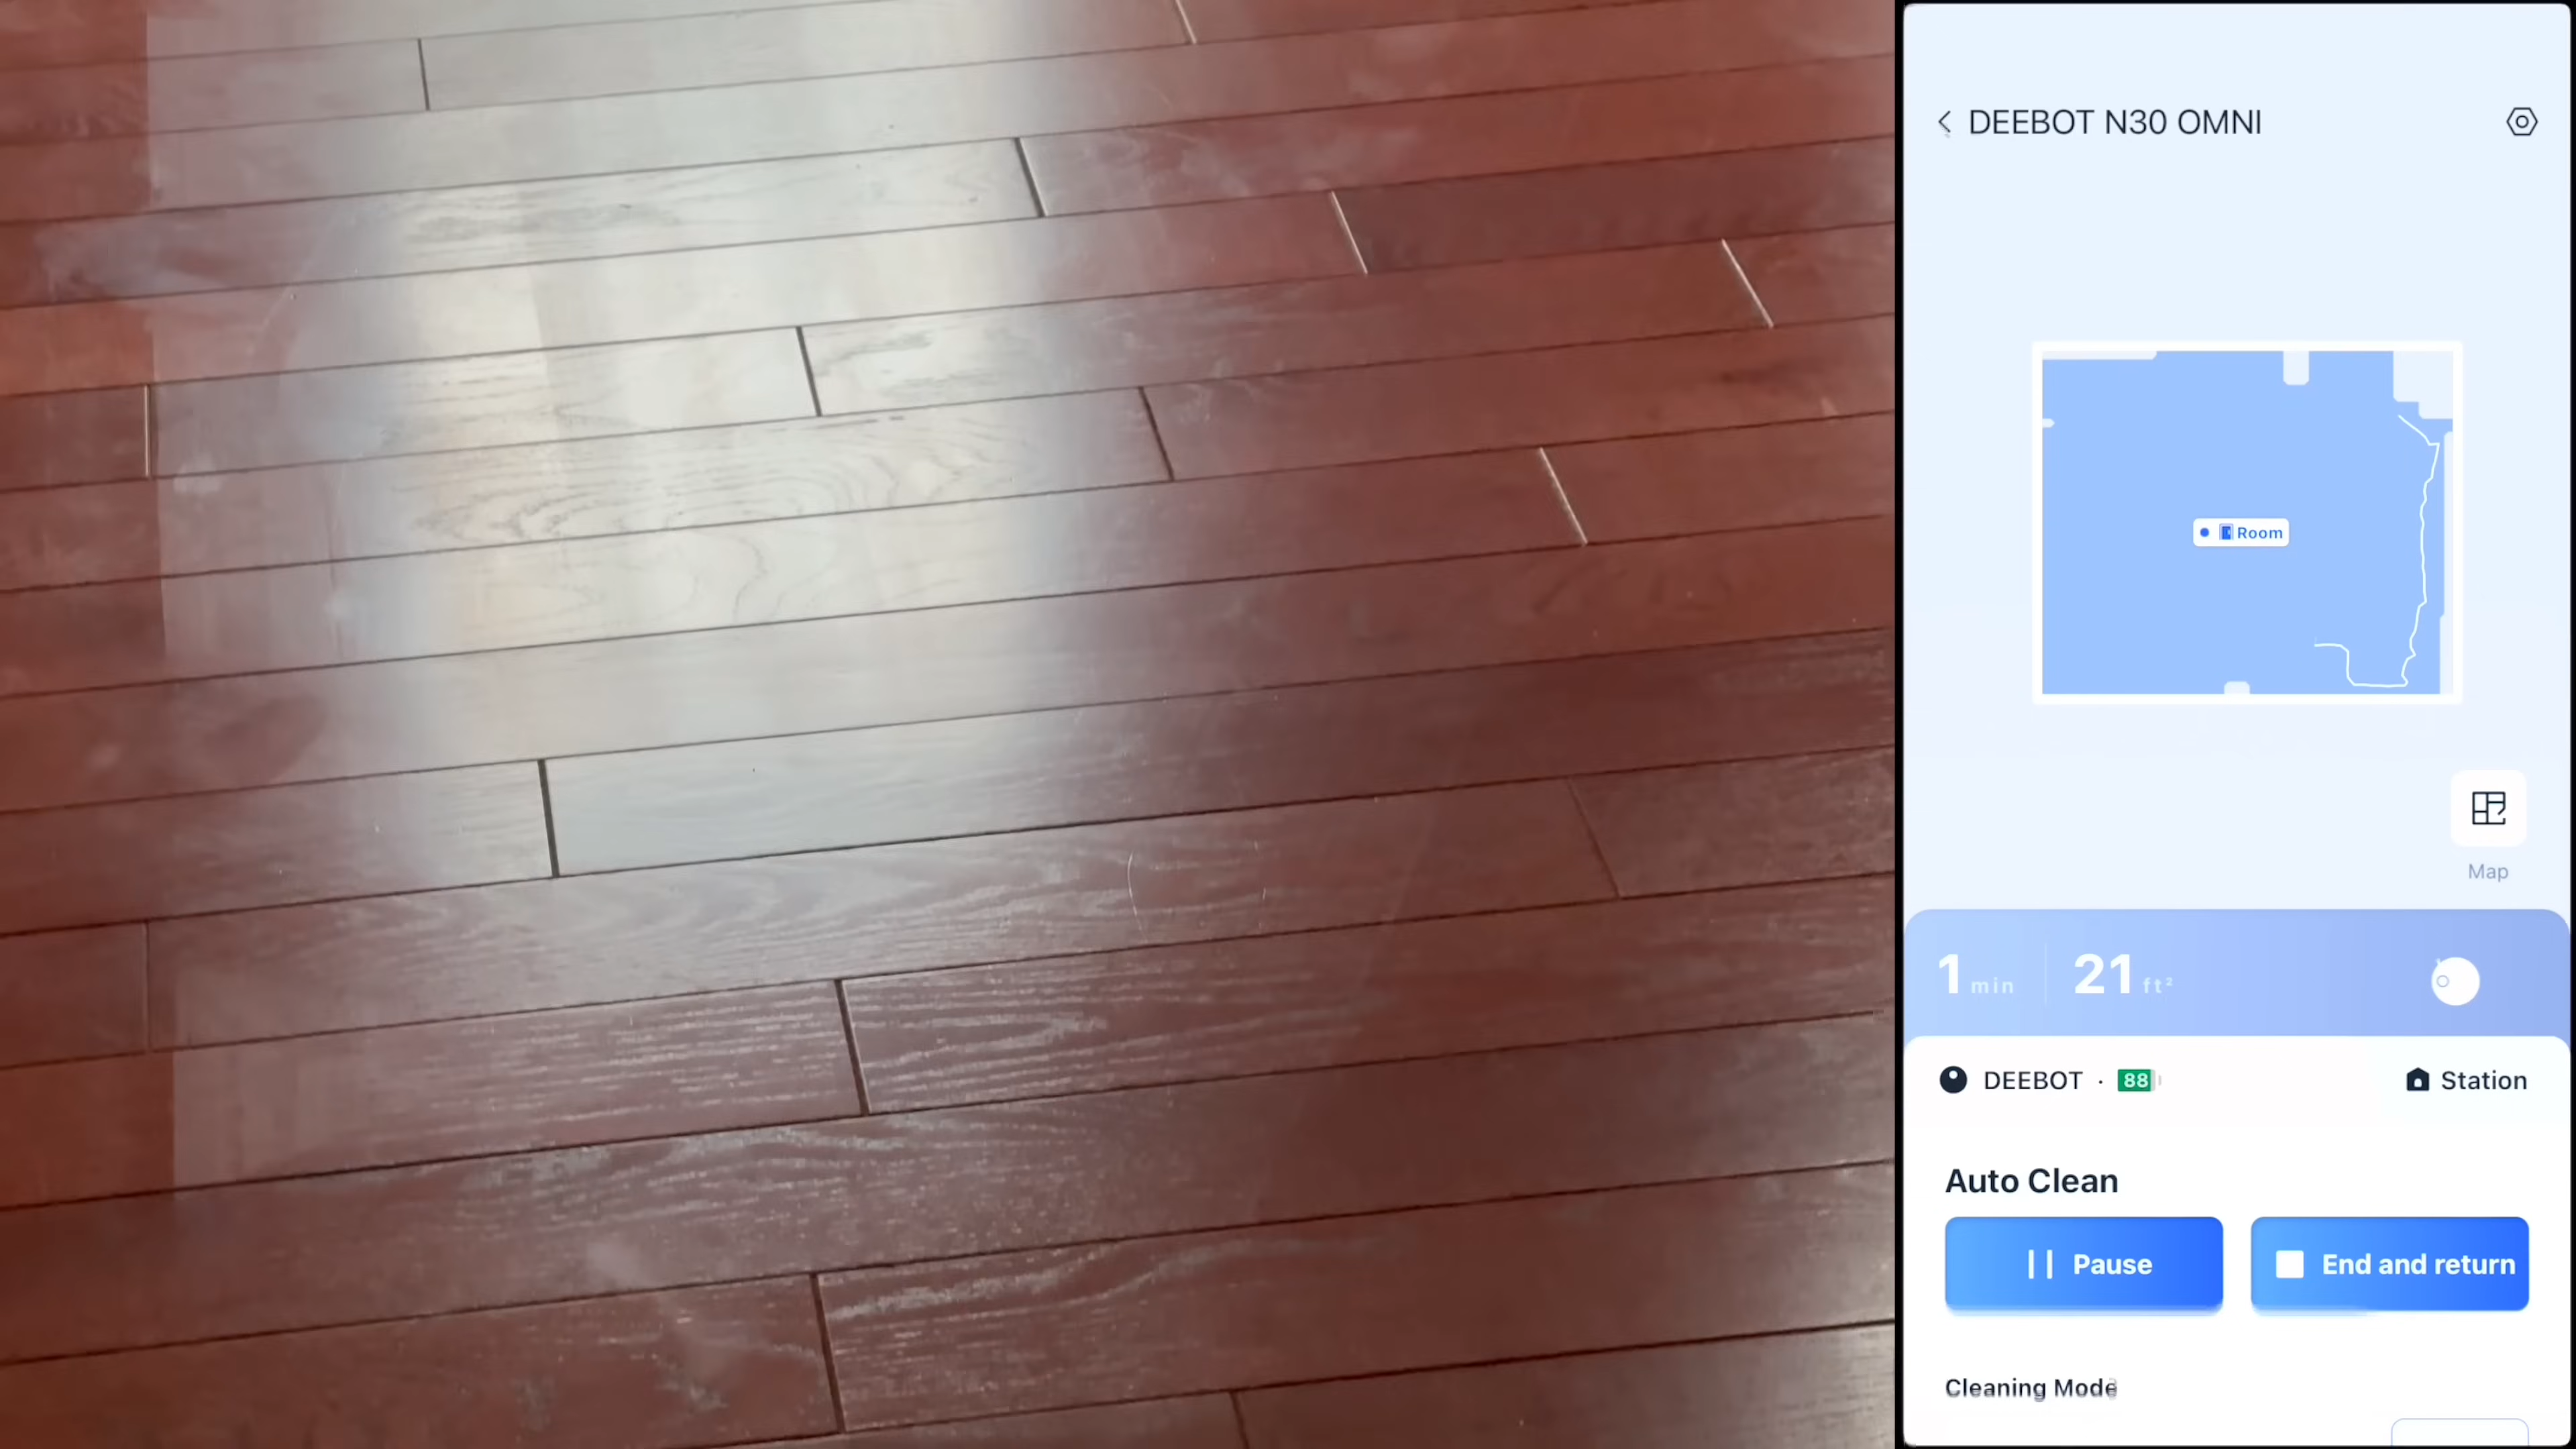 DEEBOT N30 OMNI
Room
Map
1 min 21 ft²
DEEBOT · 88 Station
Auto Clean
Pause End and return
Cleaning Mode